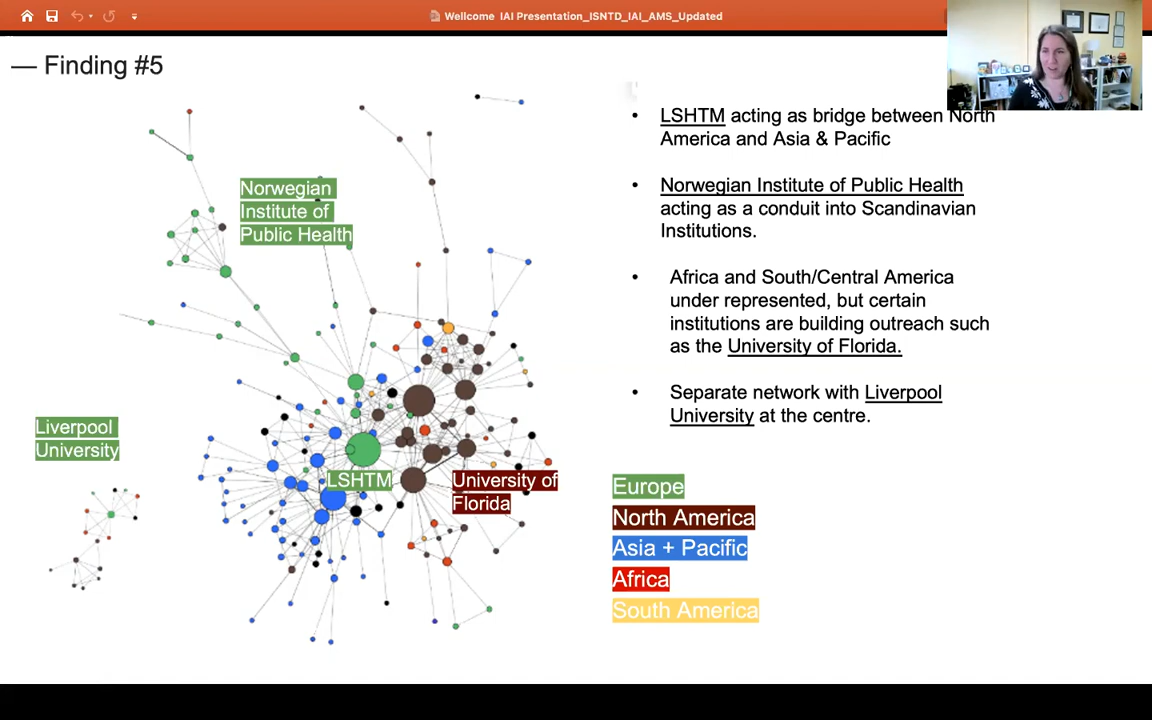 Wellcome IAI Presentation_ISNTD_IAI_AMS_Updated
— Finding #5
Norwegian
Institute of
Public Health
Liverpool
University
LSHTM
University of
Florida
• LSHTM acting as bridge between North
America and Asia & Pacific
• Norwegian Institute of Public Health
acting as a conduit into Scandinavian
Institutions.
• Africa and South/Central America
under represented, but certain
institutions are building outreach such
as the University of Florida.
• Separate network with Liverpool
University at the centre.
Europe
North America
Asia + Pacific
Africa
South America